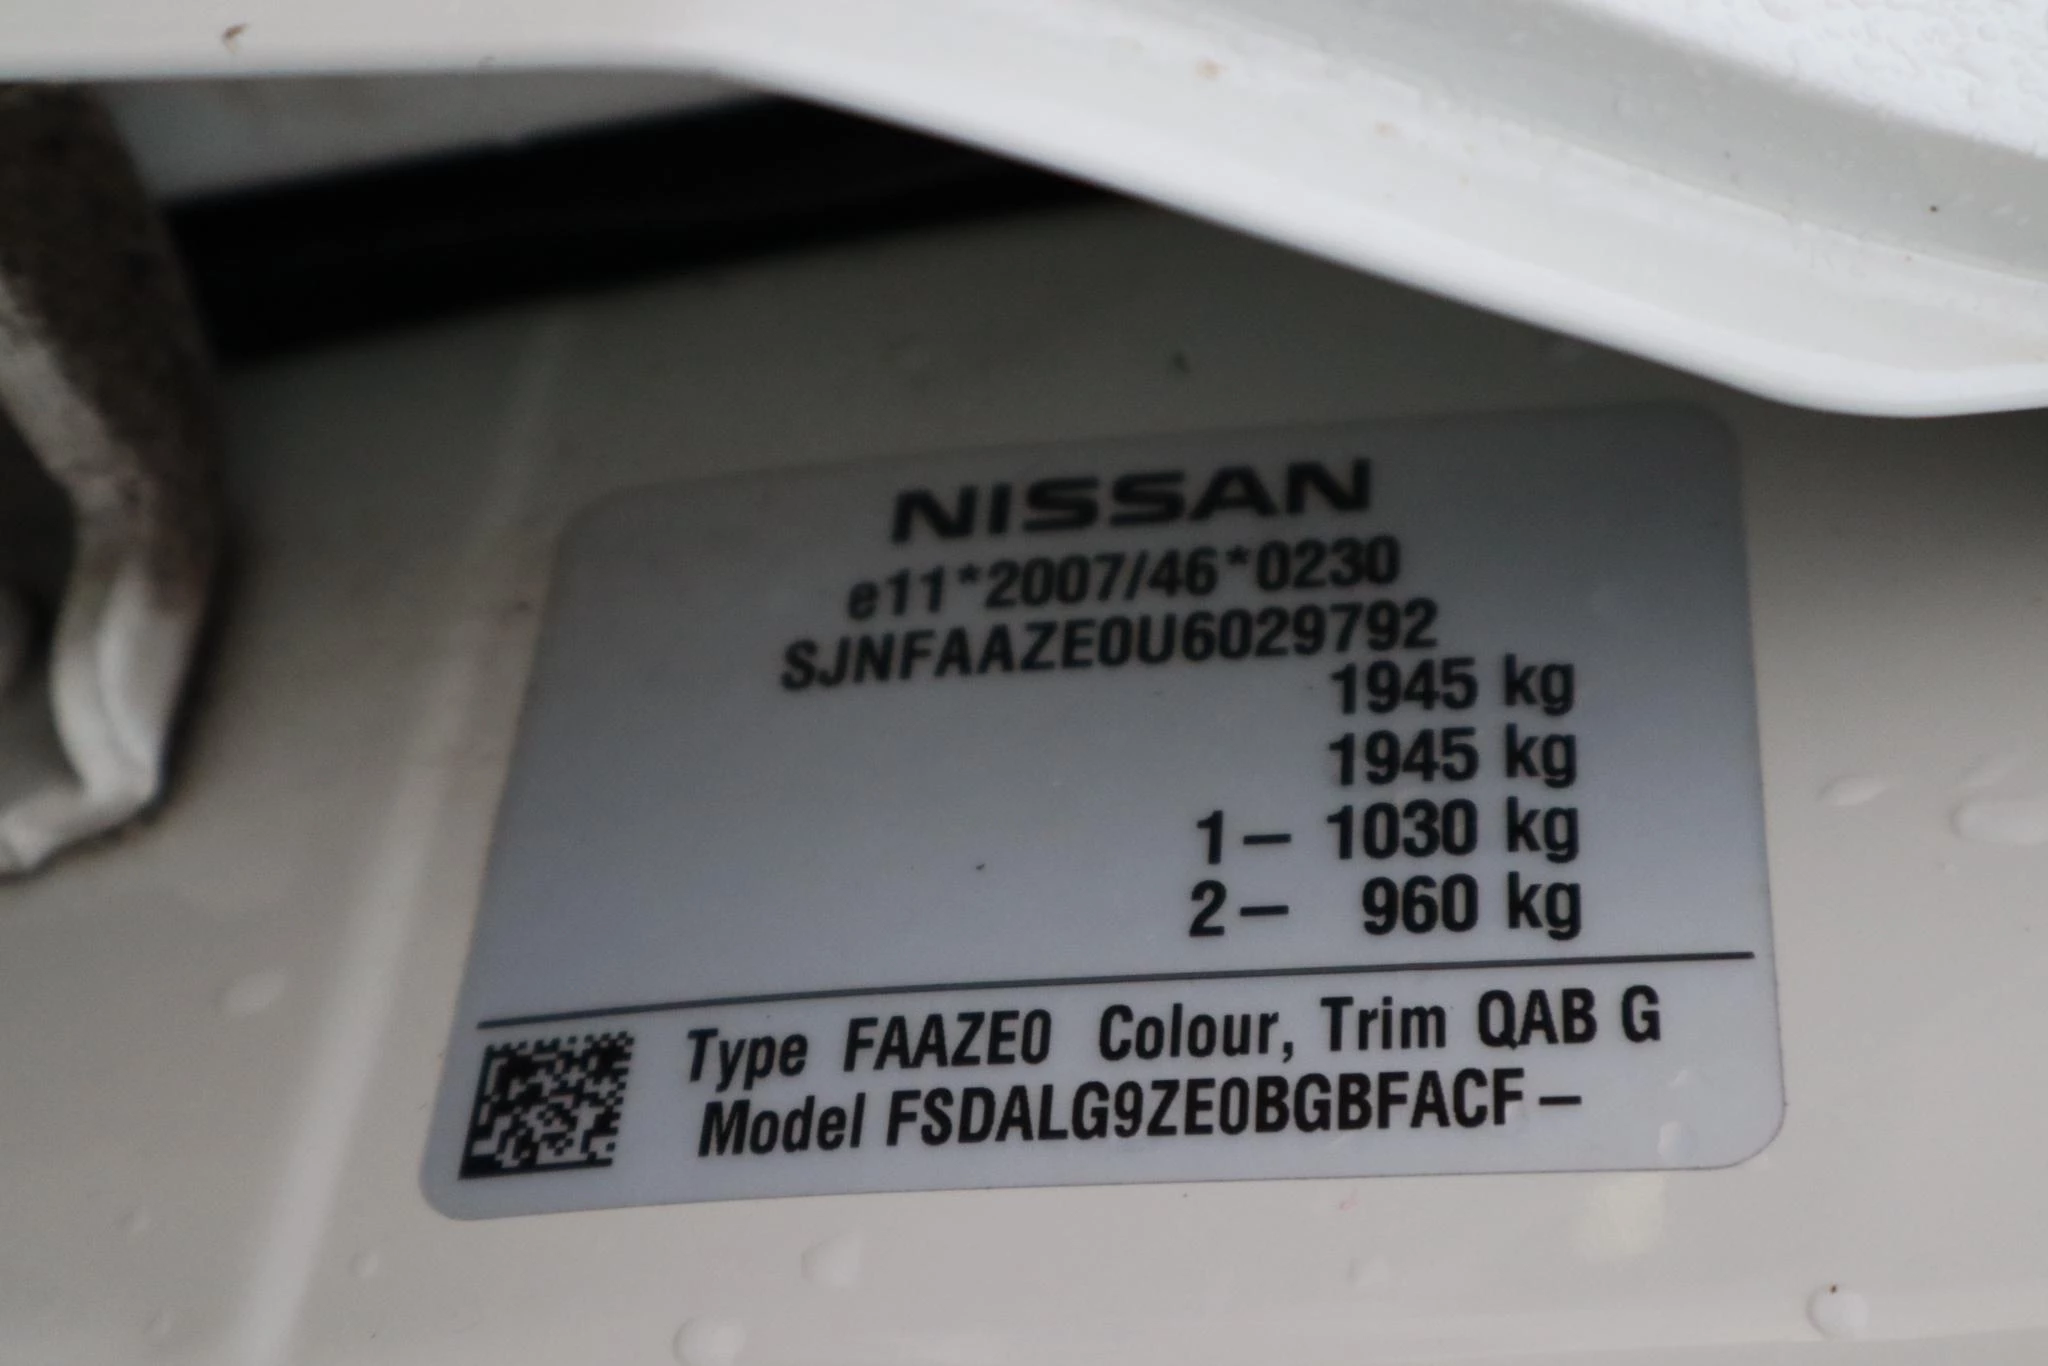 NISSAN
e11*2007/46*0230
SJNFAAZE0U6029792
1945 kg
1945 kg
1– 1030 kg
2– 960 kg
Type FAAZE0 Colour, Trim QAB G
Model FSDALG9ZE0BGBFACF–